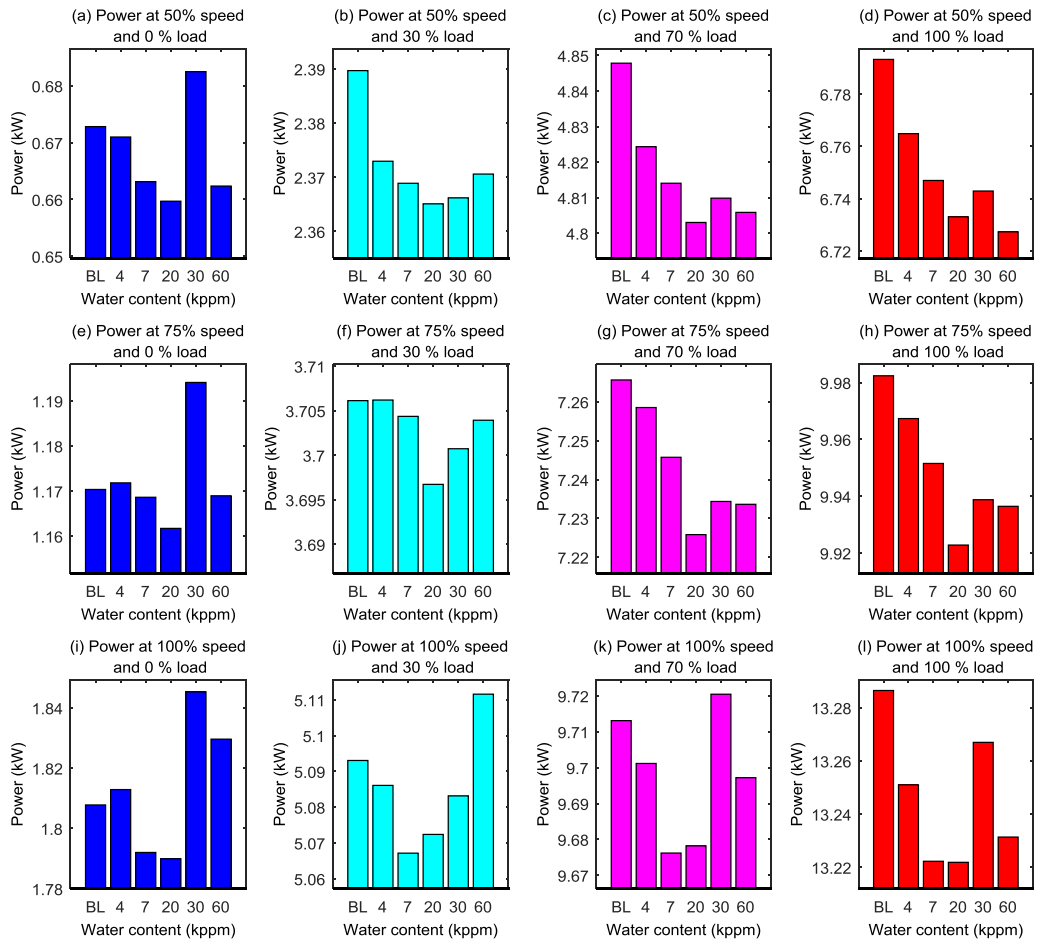 (a) Power at 50% speed
and 0 % load
Power (kW)
0.68
0.67
0.66
0.65
BL 4 7 20 30 60
Water content (kppm)
(b) Power at 50% speed
and 30 % load
Power (kW)
2.39
2.38
2.37
2.36
BL 4 7 20 30 60
Water content (kppm)
(c) Power at 50% speed
and 70 % load
Power (kW)
4.85
4.84
4.83
4.82
4.81
4.8
BL 4 7 20 30 60
Water content (kppm)
(d) Power at 50% speed
and 100 % load
Power (kW)
6.78
6.76
6.74
6.72
BL 4 7 20 30 60
Water content (kppm)
(e) Power at 75% speed
and 0 % load
Power (kW)
1.19
1.17
1.16
BL 4 7 20 30 60
Water content (kppm)
(f) Power at 75% speed
and 30 % load
Power (kW)
3.71
3.705
3.7
3.695
3.69
BL 4 7 20 30 60
Water content (kppm)
(g) Power at 75% speed
and 70 % load
Power (kW)
7.26
7.25
7.24
7.23
7.22
BL 4 7 20 30 60
Water content (kppm)
(h) Power at 75% speed
and 100 % load
Power (kW)
9.98
9.96
9.94
9.92
BL 4 7 20 30 60
Water content (kppm)
(i) Power at 100% speed
and 0 % load
Power (kW)
1.84
1.82
1.8
1.78
BL 4 7 20 30 60
Water content (kppm)
(j) Power at 100% speed
and 30 % load
Power (kW)
5.11
5.1
5.09
5.08
5.07
5.06
BL 4 7 20 30 60
Water content (kppm)
(k) Power at 100% speed
and 70 % load
Power (kW)
9.72
9.71
9.7
9.69
9.68
9.67
BL 4 7 20 30 60
Water content (kppm)
(l) Power at 100% speed
and 100 % load
Power (kW)
13.28
13.26
13.24
13.22
BL 4 7 20 30 60
Water content (kppm)